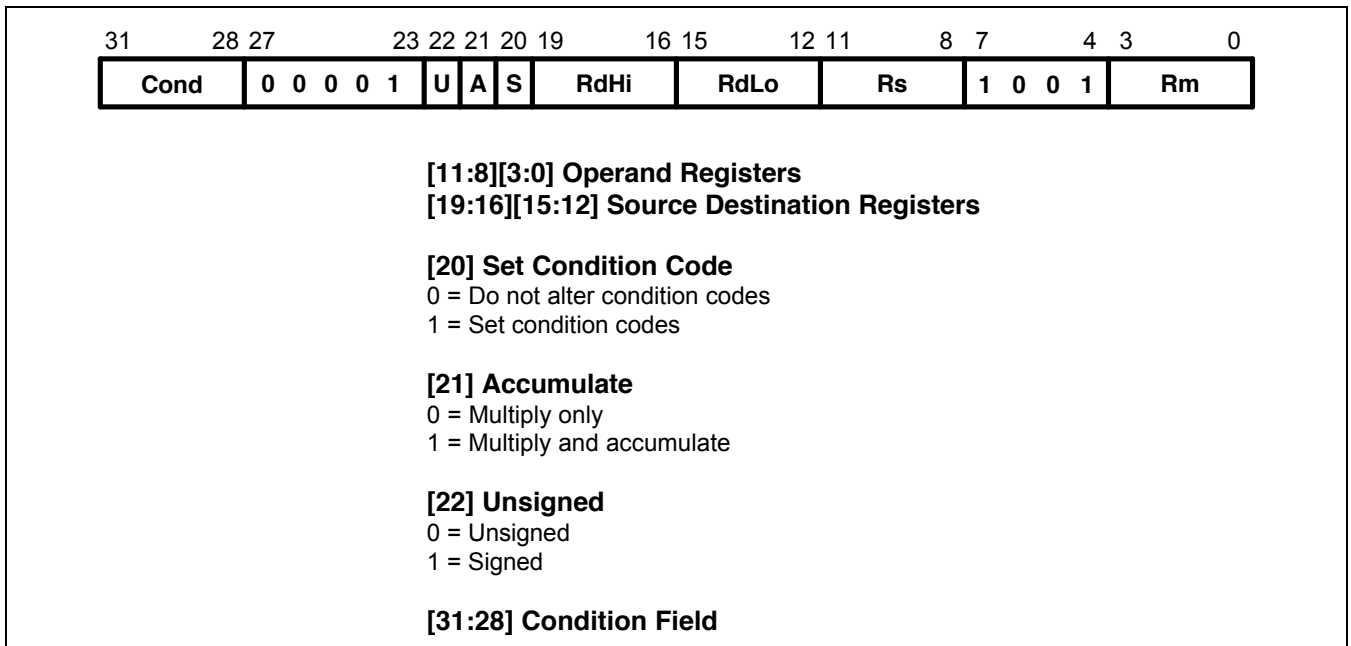 31 28 27 23 22 21 20 19 16 15 12 11 8 7 4 3 0
Cond 0 0 0 0 1 U A S RdHi RdLo Rs 1 0 0 1 Rm
[11:8][3:0] Operand Registers
[19:16][15:12] Source Destination Registers
[20] Set Condition Code
0 = Do not alter condition codes
1 = Set condition codes
[21] Accumulate
0 = Multiply only
1 = Multiply and accumulate
[22] Unsigned
0 = Unsigned
1 = Signed
[31:28] Condition Field